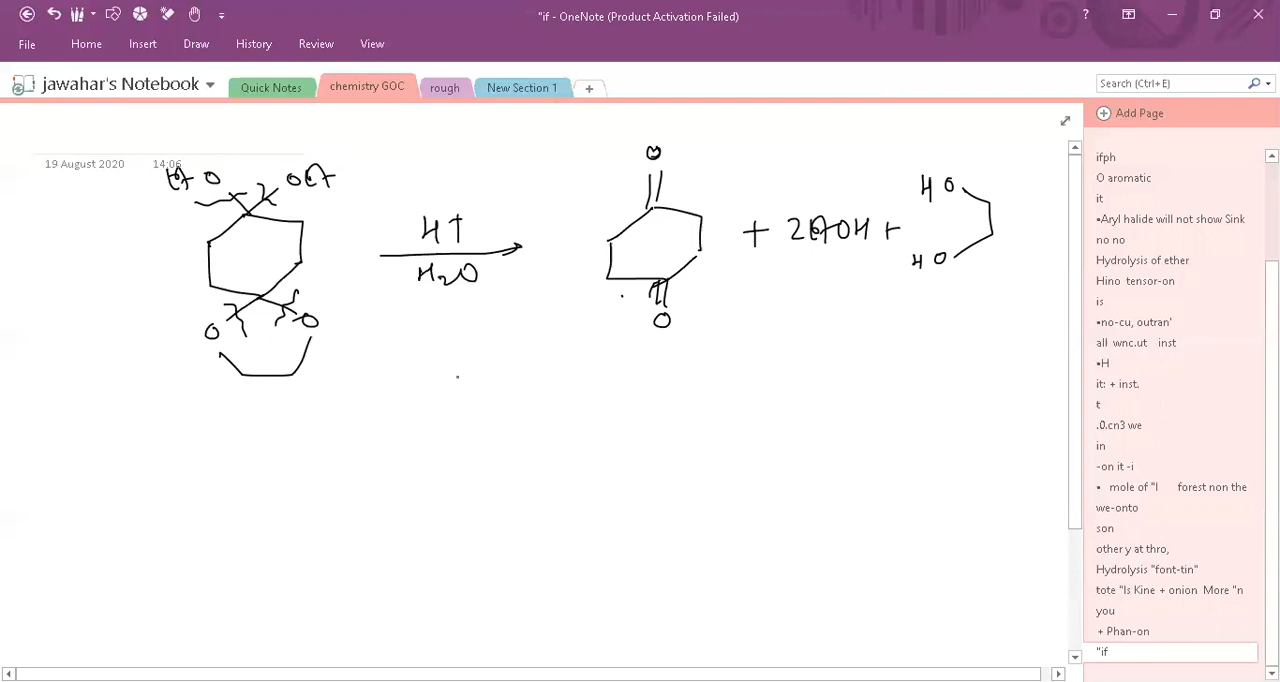 "if - OneNote (Product Activation Failed)
?
File Home Insert Draw History Review View
jawahar's Notebook
Quick Notes
chemistry GOC
rough
New Section 1
+
Search (Ctrl+E)
Add Page
19 August 2020 14:06
EtO OEt
O O
H+
H2O
O
O
+ 2EtOH +
HO
HO
ifph
O aromatic
it
•Aryl halide will not show Sink
no no
Hydrolysis of ether
Hino tensor-on
is
•no-cu, outran'
all wnc.ut inst
•H
it: + inst.
t
.0.cn3 we
in
-on it -i
• mole of "I forest non the
we-onto
son
other y at thro,
Hydrolysis "font-tin"
tote "Is Kine + onion More "n
you
+ Phan-on
"if